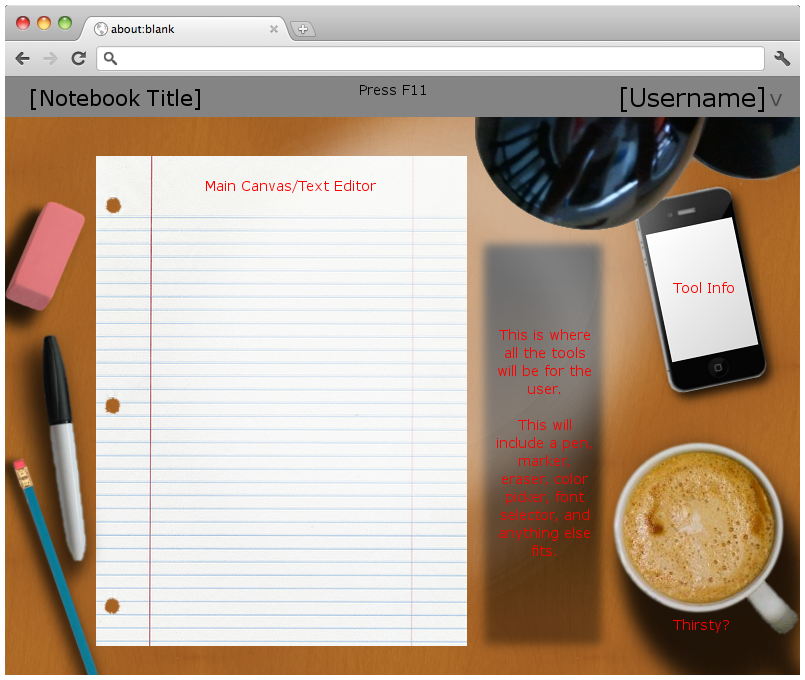 about:blank
Press F11
[Notebook Title]
[Username] v
Main Canvas/Text Editor
Tool Info
This is where
all the tools
will be for the
user.
This will
include a pen,
marker,
eraser, color
picker, font
selector, and
anything else
fits.
Thirsty?